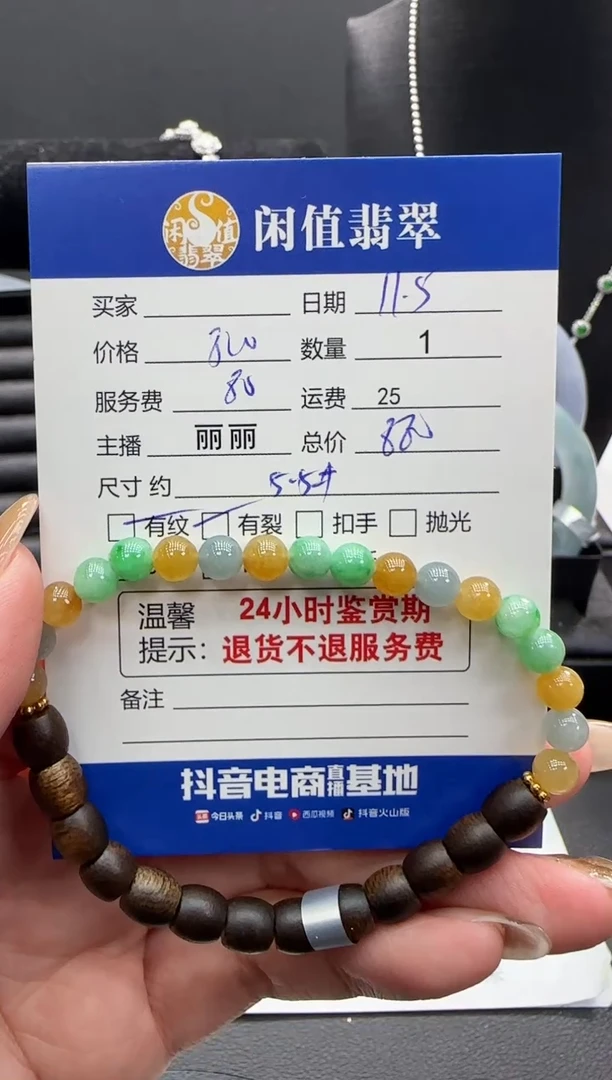 闲值翡翠
闲值翡翠
买家 日期 11-5
价格 数量 1
服务费 80 运费 25
主播 丽丽 总价
尺寸 约 5.5#
有纹 有裂 扣手 抛光
温馨 24小时鉴赏期
提示: 退货不退服务费
备注
抖音电商直播基地
头条 今日头条 抖音 西瓜视频 抖音火山版